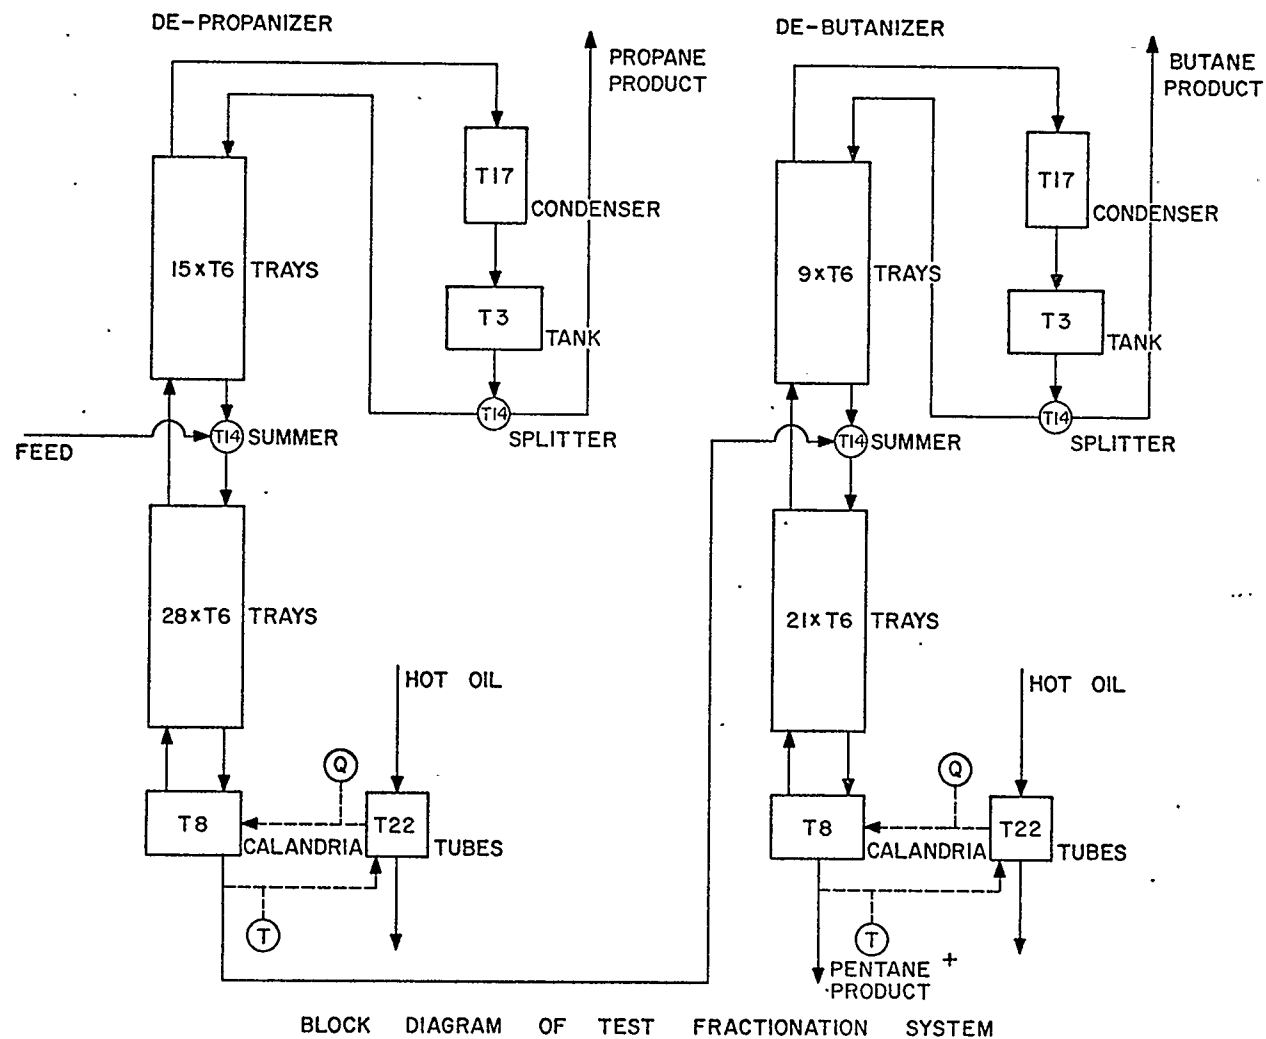 DE-PROPANIZER
PROPANE
PRODUCT
T17
CONDENSER
15xT6 TRAYS
T3
TANK
T14
SPLITTER
FEED
T14 SUMMER
28xT6 TRAYS
HOT OIL
Q
T8
CALANDRIA
T22
TUBES
T
DE-BUTANIZER
BUTANE
PRODUCT
T17
CONDENSER
9xT6 TRAYS
T3
TANK
T14
SPLITTER
T14 SUMMER
21xT6 TRAYS
HOT OIL
Q
T8
CALANDRIA
T22
TUBES
T
PENTANE +
PRODUCT
BLOCK DIAGRAM OF TEST FRACTIONATION SYSTEM